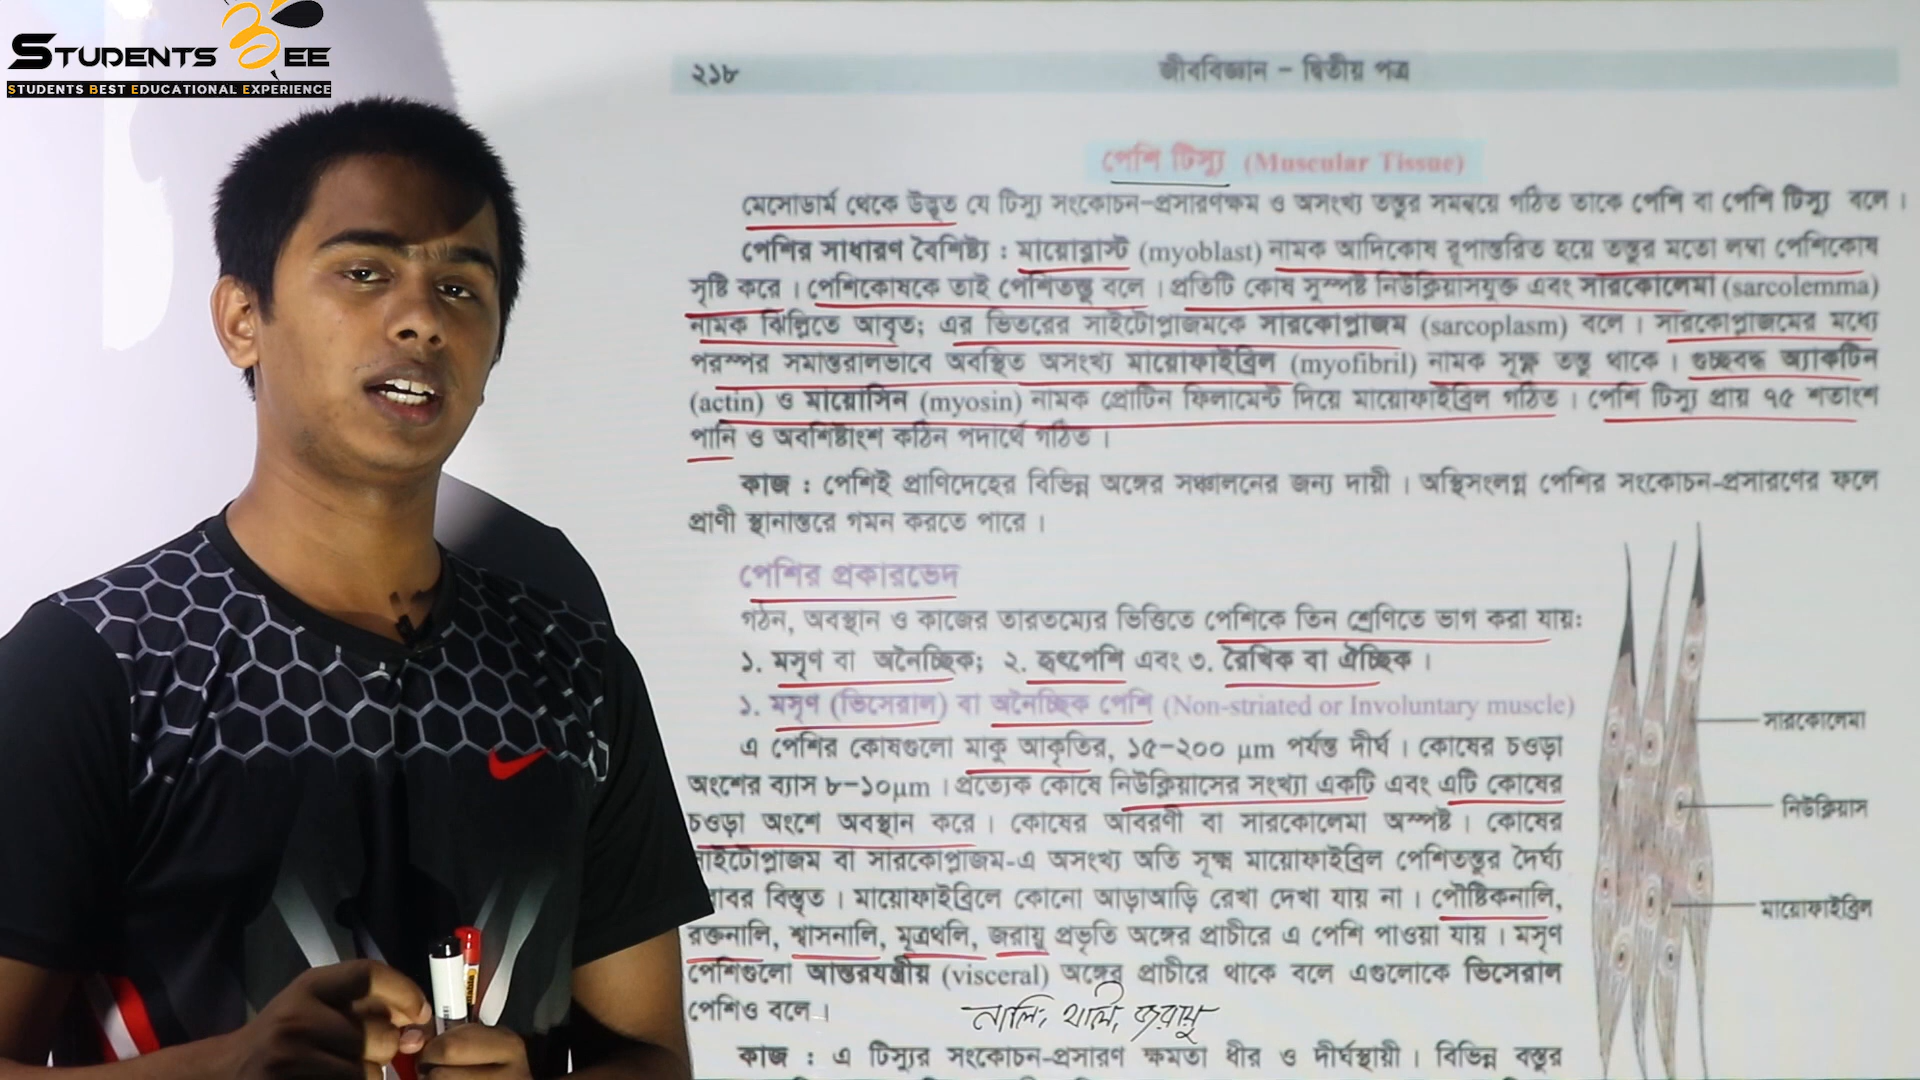 STUDENTS BEE
STUDENTS BEST EDUCATIONAL EXPERIENCE
২১৮
জীববিজ্ঞান – দ্বিতীয় পত্র
পেশি টিস্যু (Muscular Tissue)
মেসোডার্ম থেকে উদ্ভূত যে টিস্যু সংকোচন-প্রসারণক্ষম ও অসংখ্য তন্তুর সমন্বয়ে গঠিত তাকে পেশি বা পেশি টিস্যু বলে।
পেশির সাধারণ বৈশিষ্ট্য : মায়োব্লাস্ট (myoblast) নামক আদিকোষ রূপান্তরিত হয়ে তন্তুর মতো লম্বা পেশিকোষ
সৃষ্টি করে। পেশিকোষকে তাই পেশিতন্তু বলে। প্রতিটি কোষ সুস্পষ্ট নিউক্লিয়াসযুক্ত এবং সারকোলেমা (sarcolemma)
নামক ঝিল্লিতে আবৃত; এর ভিতরের সাইটোপ্লাজমকে সারকোপ্লাজম (sarcoplasm) বলে। সারকোপ্লাজমের মধ্যে
পরস্পর সমান্তরালভাবে অবস্থিত অসংখ্য মায়োফাইব্রিল (myofibril) নামক সূক্ষ্ম তন্তু থাকে। গুচ্ছবদ্ধ অ্যাকটিন
(actin) ও মায়োসিন (myosin) নামক প্রোটিন ফিলামেন্ট দিয়ে মায়োফাইব্রিল গঠিত। পেশি টিস্যু প্রায় ৭৫ শতাংশ
পানি ও অবশিষ্টাংশ কঠিন পদার্থে গঠিত।
কাজ : পেশিই প্রাণিদেহের বিভিন্ন অঙ্গের সঞ্চালনের জন্য দায়ী। অস্থিসংলগ্ন পেশির সংকোচন-প্রসারণের ফলে
প্রাণী স্থানান্তরে গমন করতে পারে।
পেশির প্রকারভেদ
গঠন, অবস্থান ও কাজের তারতম্যের ভিত্তিতে পেশিকে তিন শ্রেণিতে ভাগ করা যায়ঃ
১. মসৃণ বা অনৈচ্ছিক; ২. হৃৎপেশি এবং ৩. রৈখিক বা ঐচ্ছিক।
১. মসৃণ (ভিসেরাল) বা অনৈচ্ছিক পেশি (Non-striated or Involuntary muscle)
এ পেশির কোষগুলো মাকু আকৃতির, ১৫–২০০ μm পর্যন্ত দীর্ঘ। কোষের চওড়া
অংশের ব্যাস ৮–১০μm। প্রত্যেক কোষে নিউক্লিয়াসের সংখ্যা একটি এবং এটি কোষের
চওড়া অংশে অবস্থান করে। কোষের আবরণী বা সারকোলেমা অস্পষ্ট। কোষের
সাইটোপ্লাজম বা সারকোপ্লাজম-এ অসংখ্য অতি সূক্ষ্ম মায়োফাইব্রিল পেশিতন্তুর দৈর্ঘ্য
বরাবর বিস্তৃত। মায়োফাইব্রিলে কোনো আড়াআড়ি রেখা দেখা যায় না। পৌষ্টিকনালি,
রক্তনালি, শ্বাসনালি, মূত্রথলি, জরায়ু প্রভৃতি অঙ্গের প্রাচীরে এ পেশি পাওয়া যায়। মসৃণ
পেশিগুলো আন্তরযন্ত্রীয় (visceral) অঙ্গের প্রাচীরে থাকে বলে এগুলোকে ভিসেরাল
পেশিও বলে।
নালি, থলি, জরায়ু
কাজ : এ টিস্যুর সংকোচন-প্রসারণ ক্ষমতা ধীর ও দীর্ঘস্থায়ী। বিভিন্ন বস্তুর
সারকোলেমা
নিউক্লিয়াস
মায়োফাইব্রিল